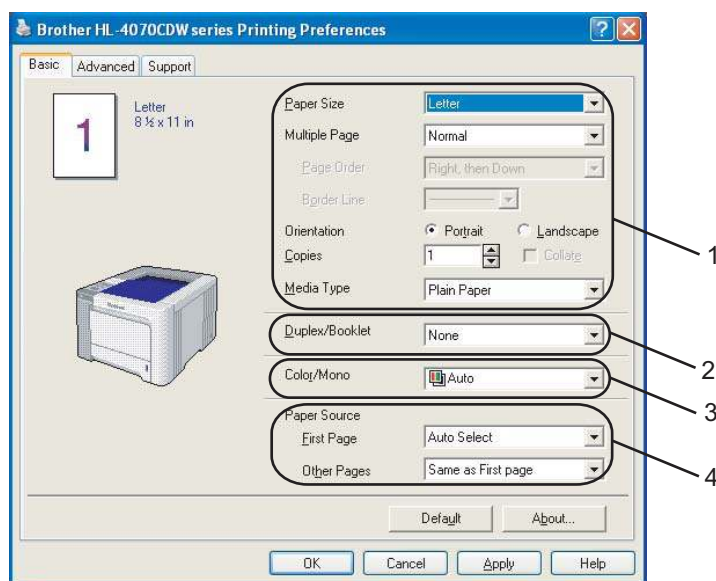 Brother HL-4070CDW series Printing Preferences
Basic Advanced Support
1
Letter
8 ½ x 11 in
Paper Size Letter
Multiple Page Normal
Page Order Right, then Down
Border Line
Orientation Portrait Landscape
Copies 1 Collate
Media Type Plain Paper
1
Duplex/Booklet None
2
Color/Mono Auto
3
Paper Source
First Page Auto Select
Other Pages Same as First page
4
Default About...
OK Cancel Apply Help